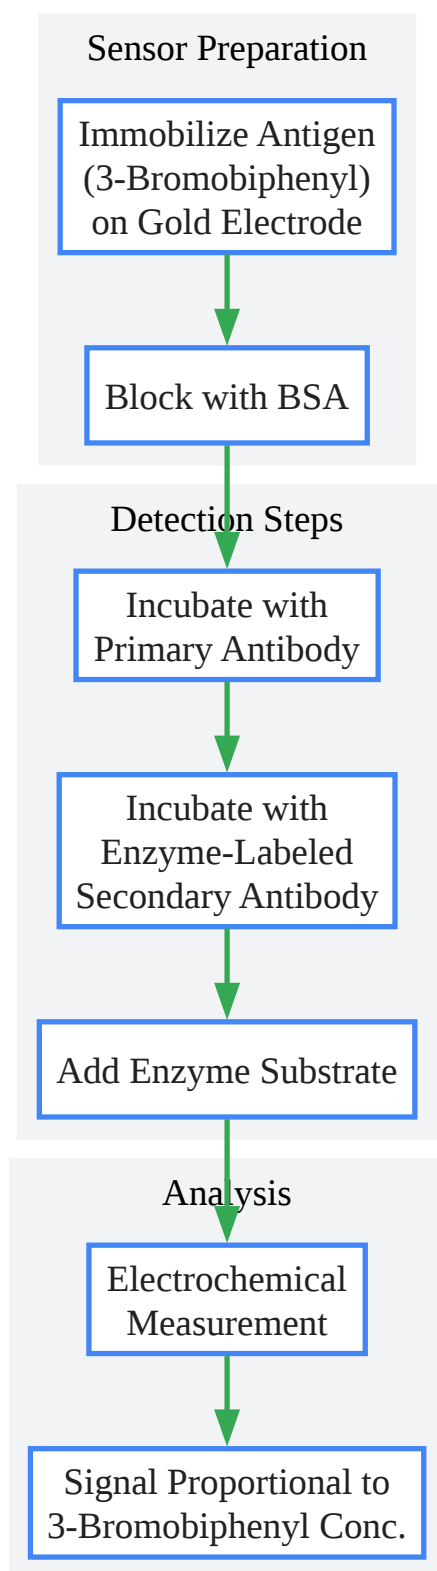 Sensor Preparation
Immobilize Antigen
(3-Bromobiphenyl)
on Gold Electrode
Block with BSA
Detection Steps
Incubate with
Primary Antibody
Incubate with
Enzyme-Labeled
Secondary Antibody
Add Enzyme Substrate
Analysis
Electrochemical
Measurement
Signal Proportional to
3-Bromobiphenyl Conc.